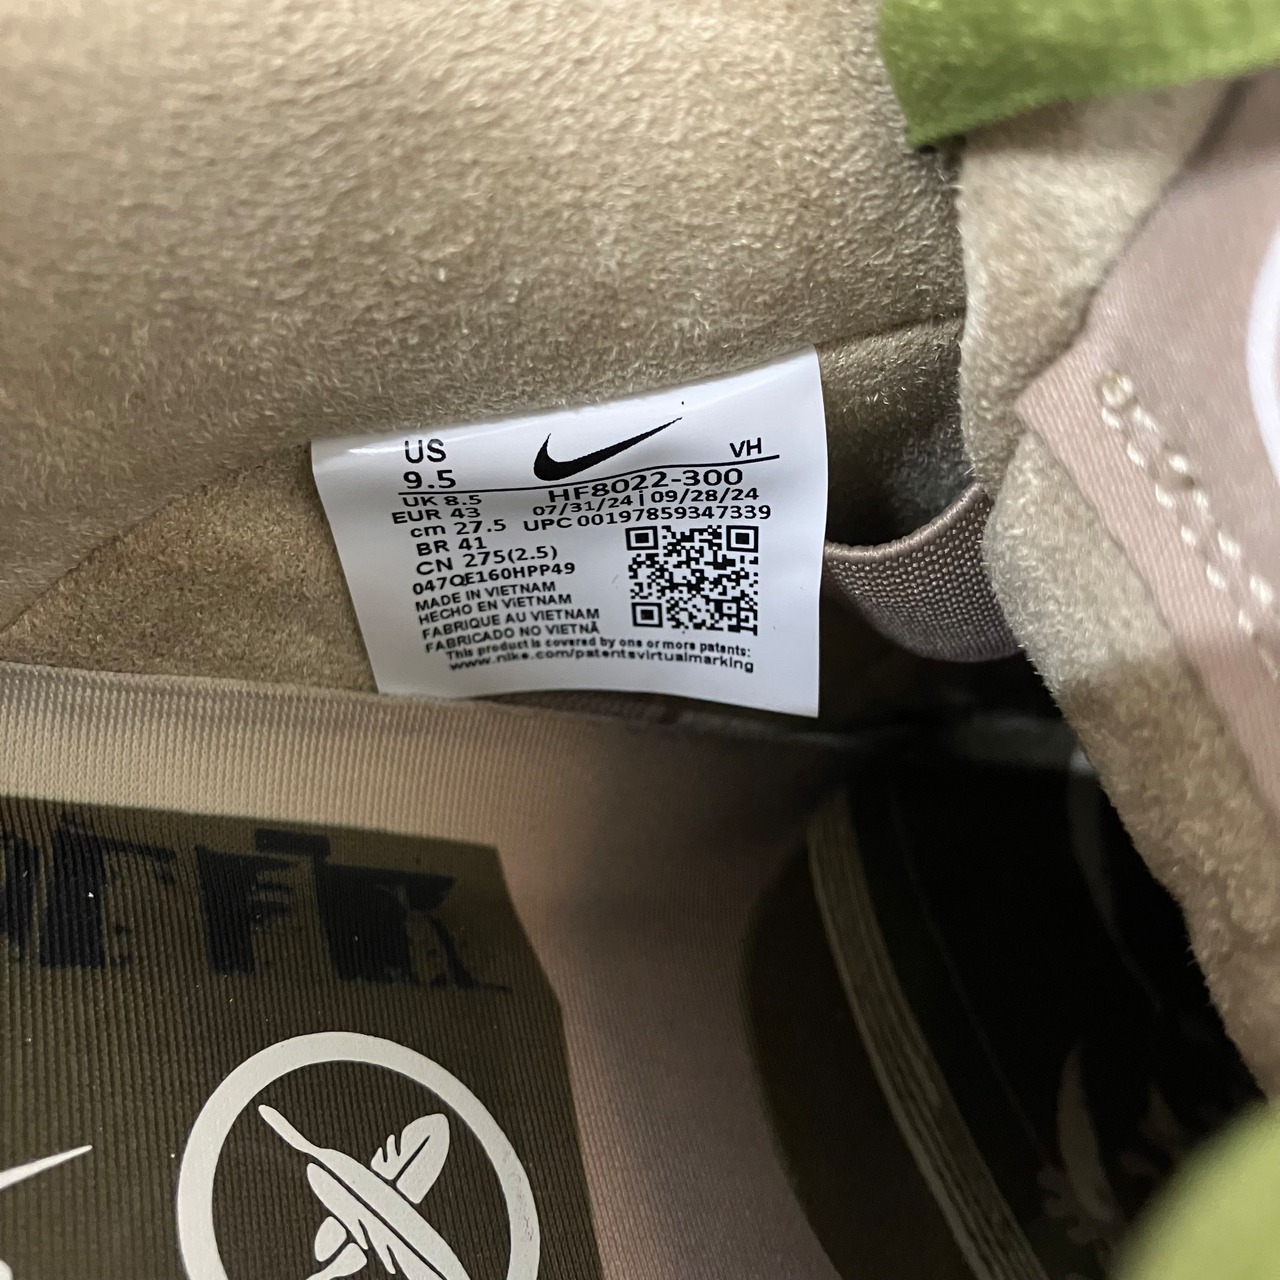 US
9.5
VH
UK 8.5
HF8022-300
EUR 43
07/31/24 | 09/28/24
cm 27.5
UPC 00197859347339
BR 41
CN 275(2.5)
047QE160HPP49
MADE IN VIETNAM
HECHO EN VIETNAM
FABRIQUE AU VIETNAM
FABRICADO NO VIETNÃ
This product is covered by one or more patents:
www.nike.com/patentsvirtualmarking